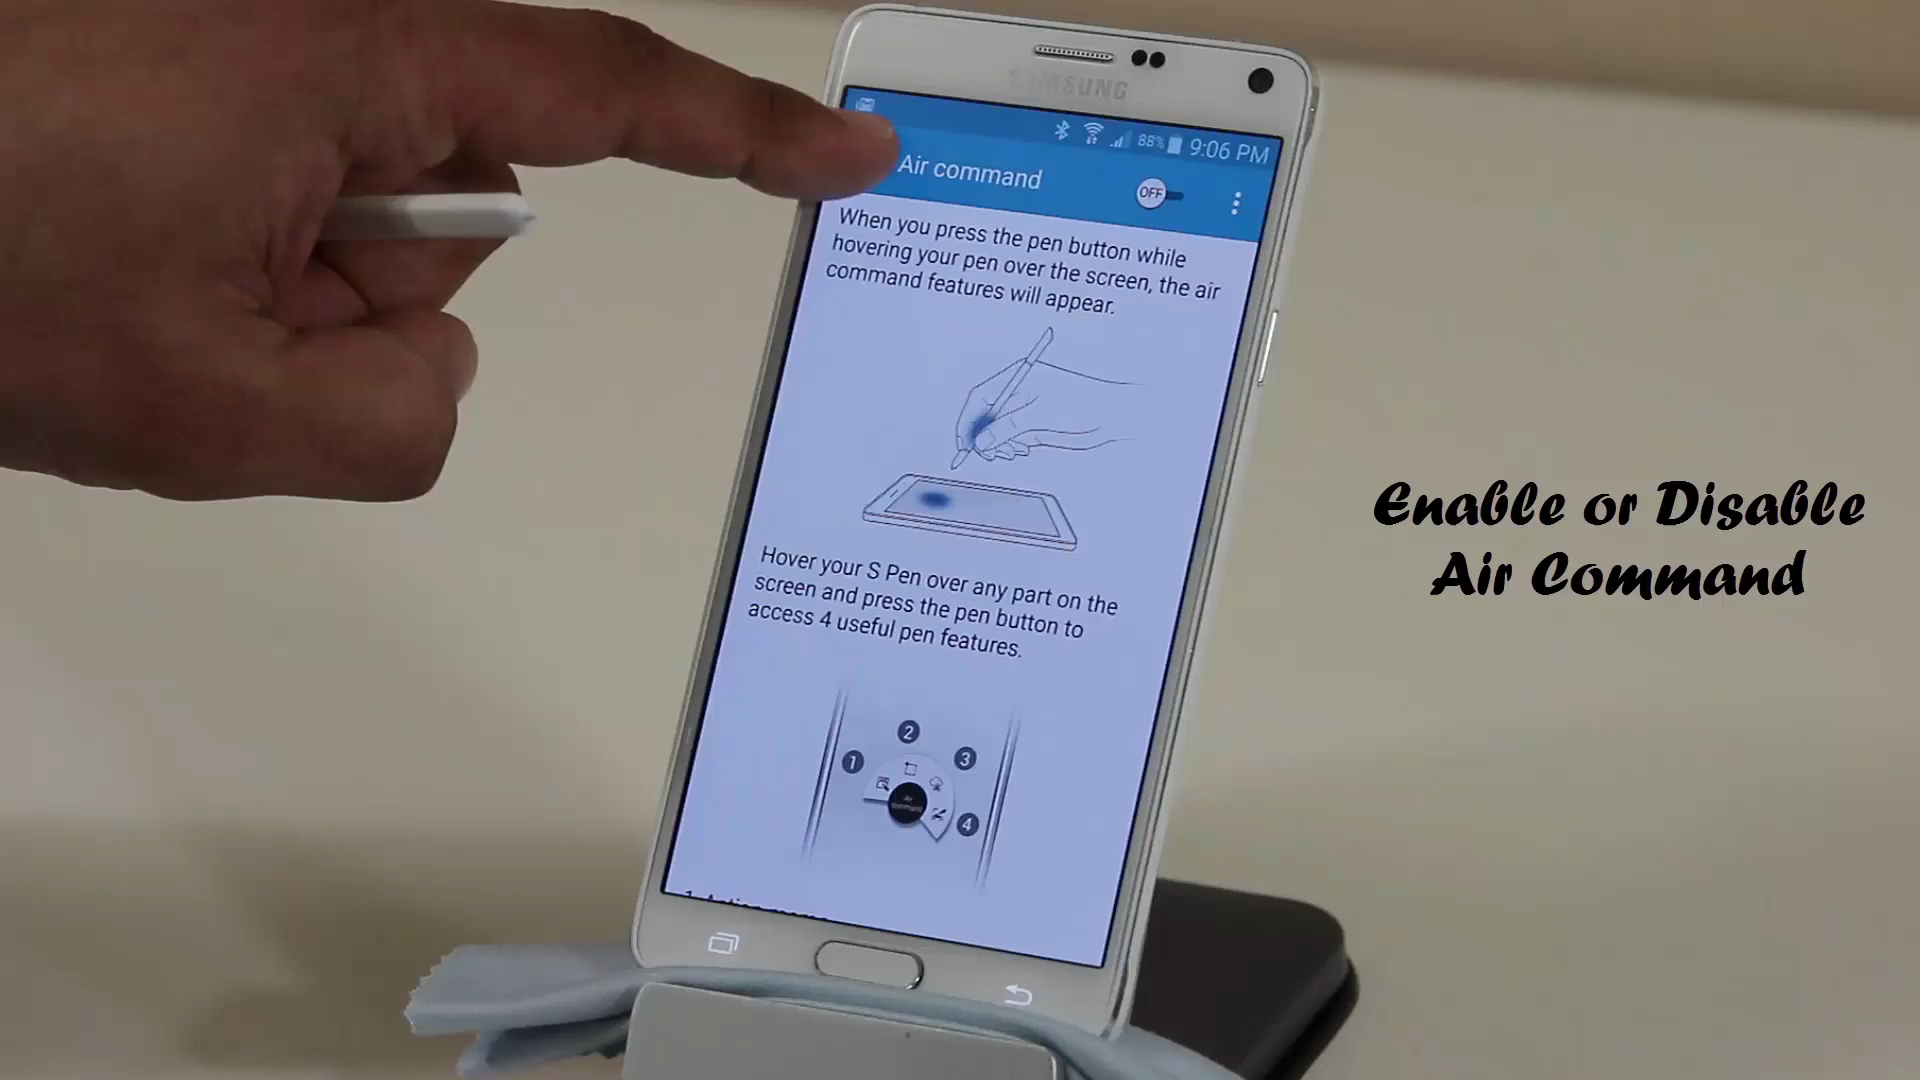 SAMSUNG
88% 9:06 PM
Air command OFF
When you press the pen button while
hovering your pen over the screen, the air
command features will appear.
Hover your S Pen over any part on the
screen and press the pen button to
access 4 useful pen features.
2
1
3
Air
command
4
Enable or Disable
Air Command